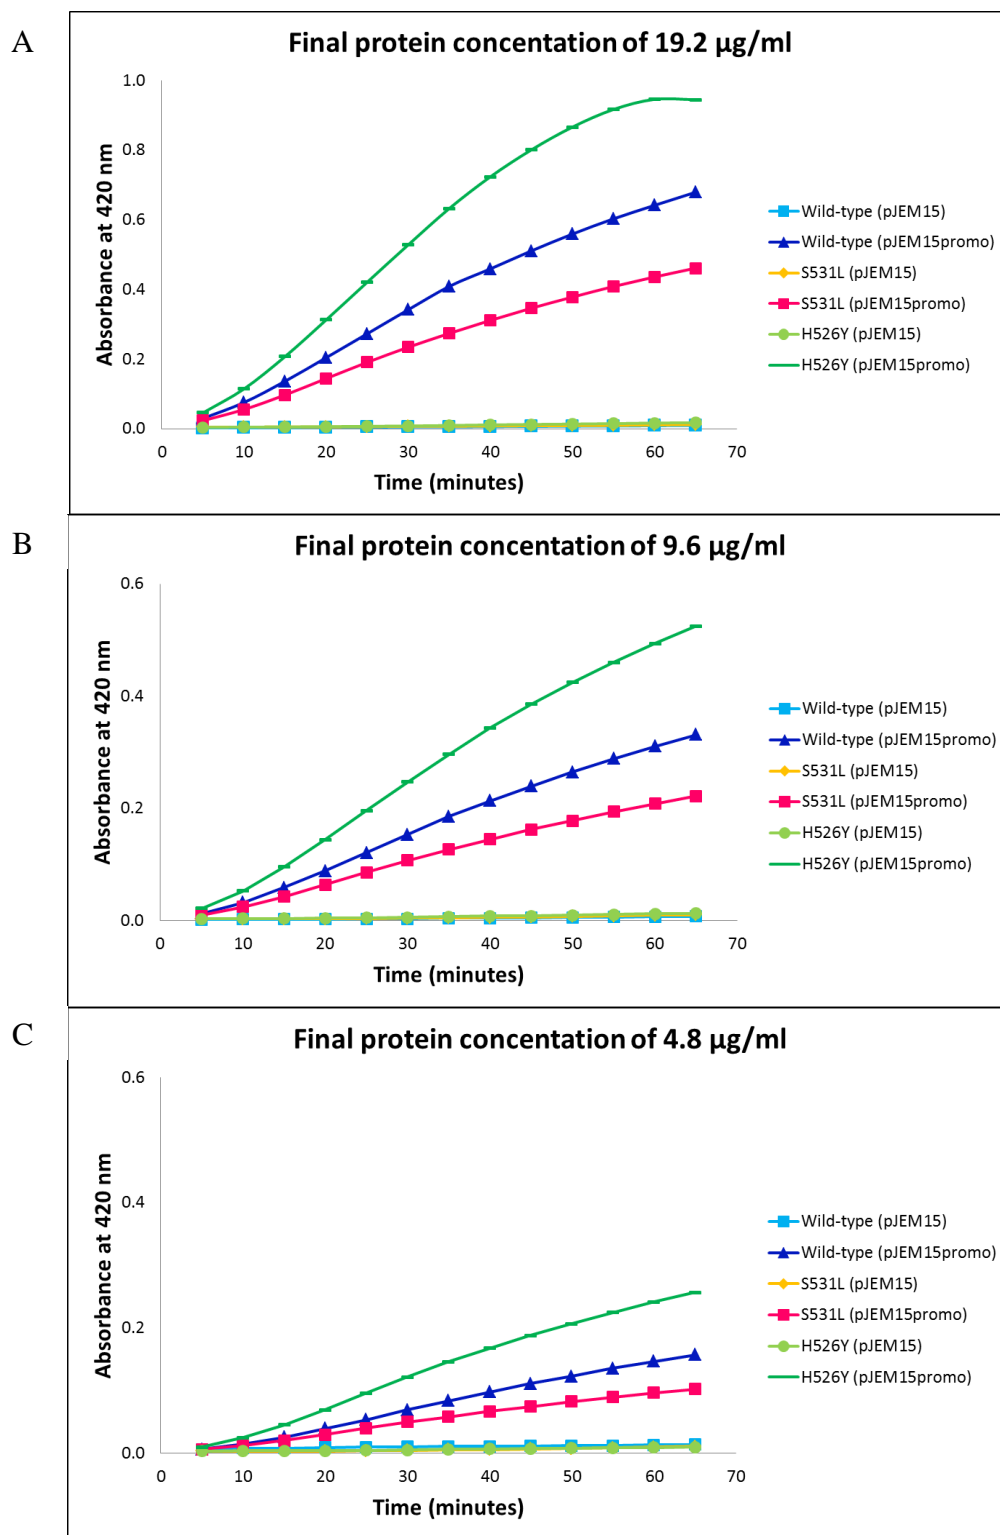 A
Final protein concentation of 19.2 µg/ml
1.0
0.8
0.6
0.4
0.2
0.0
0 10 20 30 40 50 60 70
Absorbance at 420 nm
Time (minutes)
Wild-type (pJEM15)
Wild-type (pJEM15promo)
S531L (pJEM15)
S531L (pJEM15promo)
H526Y (pJEM15)
H526Y (pJEM15promo)
B
Final protein concentation of 9.6 µg/ml
0.6
0.4
0.2
0.0
0 10 20 30 40 50 60 70
Absorbance at 420 nm
Time (minutes)
Wild-type (pJEM15)
Wild-type (pJEM15promo)
S531L (pJEM15)
S531L (pJEM15promo)
H526Y (pJEM15)
H526Y (pJEM15promo)
C
Final protein concentation of 4.8 µg/ml
0.6
0.4
0.2
0.0
0 10 20 30 40 50 60 70
Absorbance at 420 nm
Time (minutes)
Wild-type (pJEM15)
Wild-type (pJEM15promo)
S531L (pJEM15)
S531L (pJEM15promo)
H526Y (pJEM15)
H526Y (pJEM15promo)